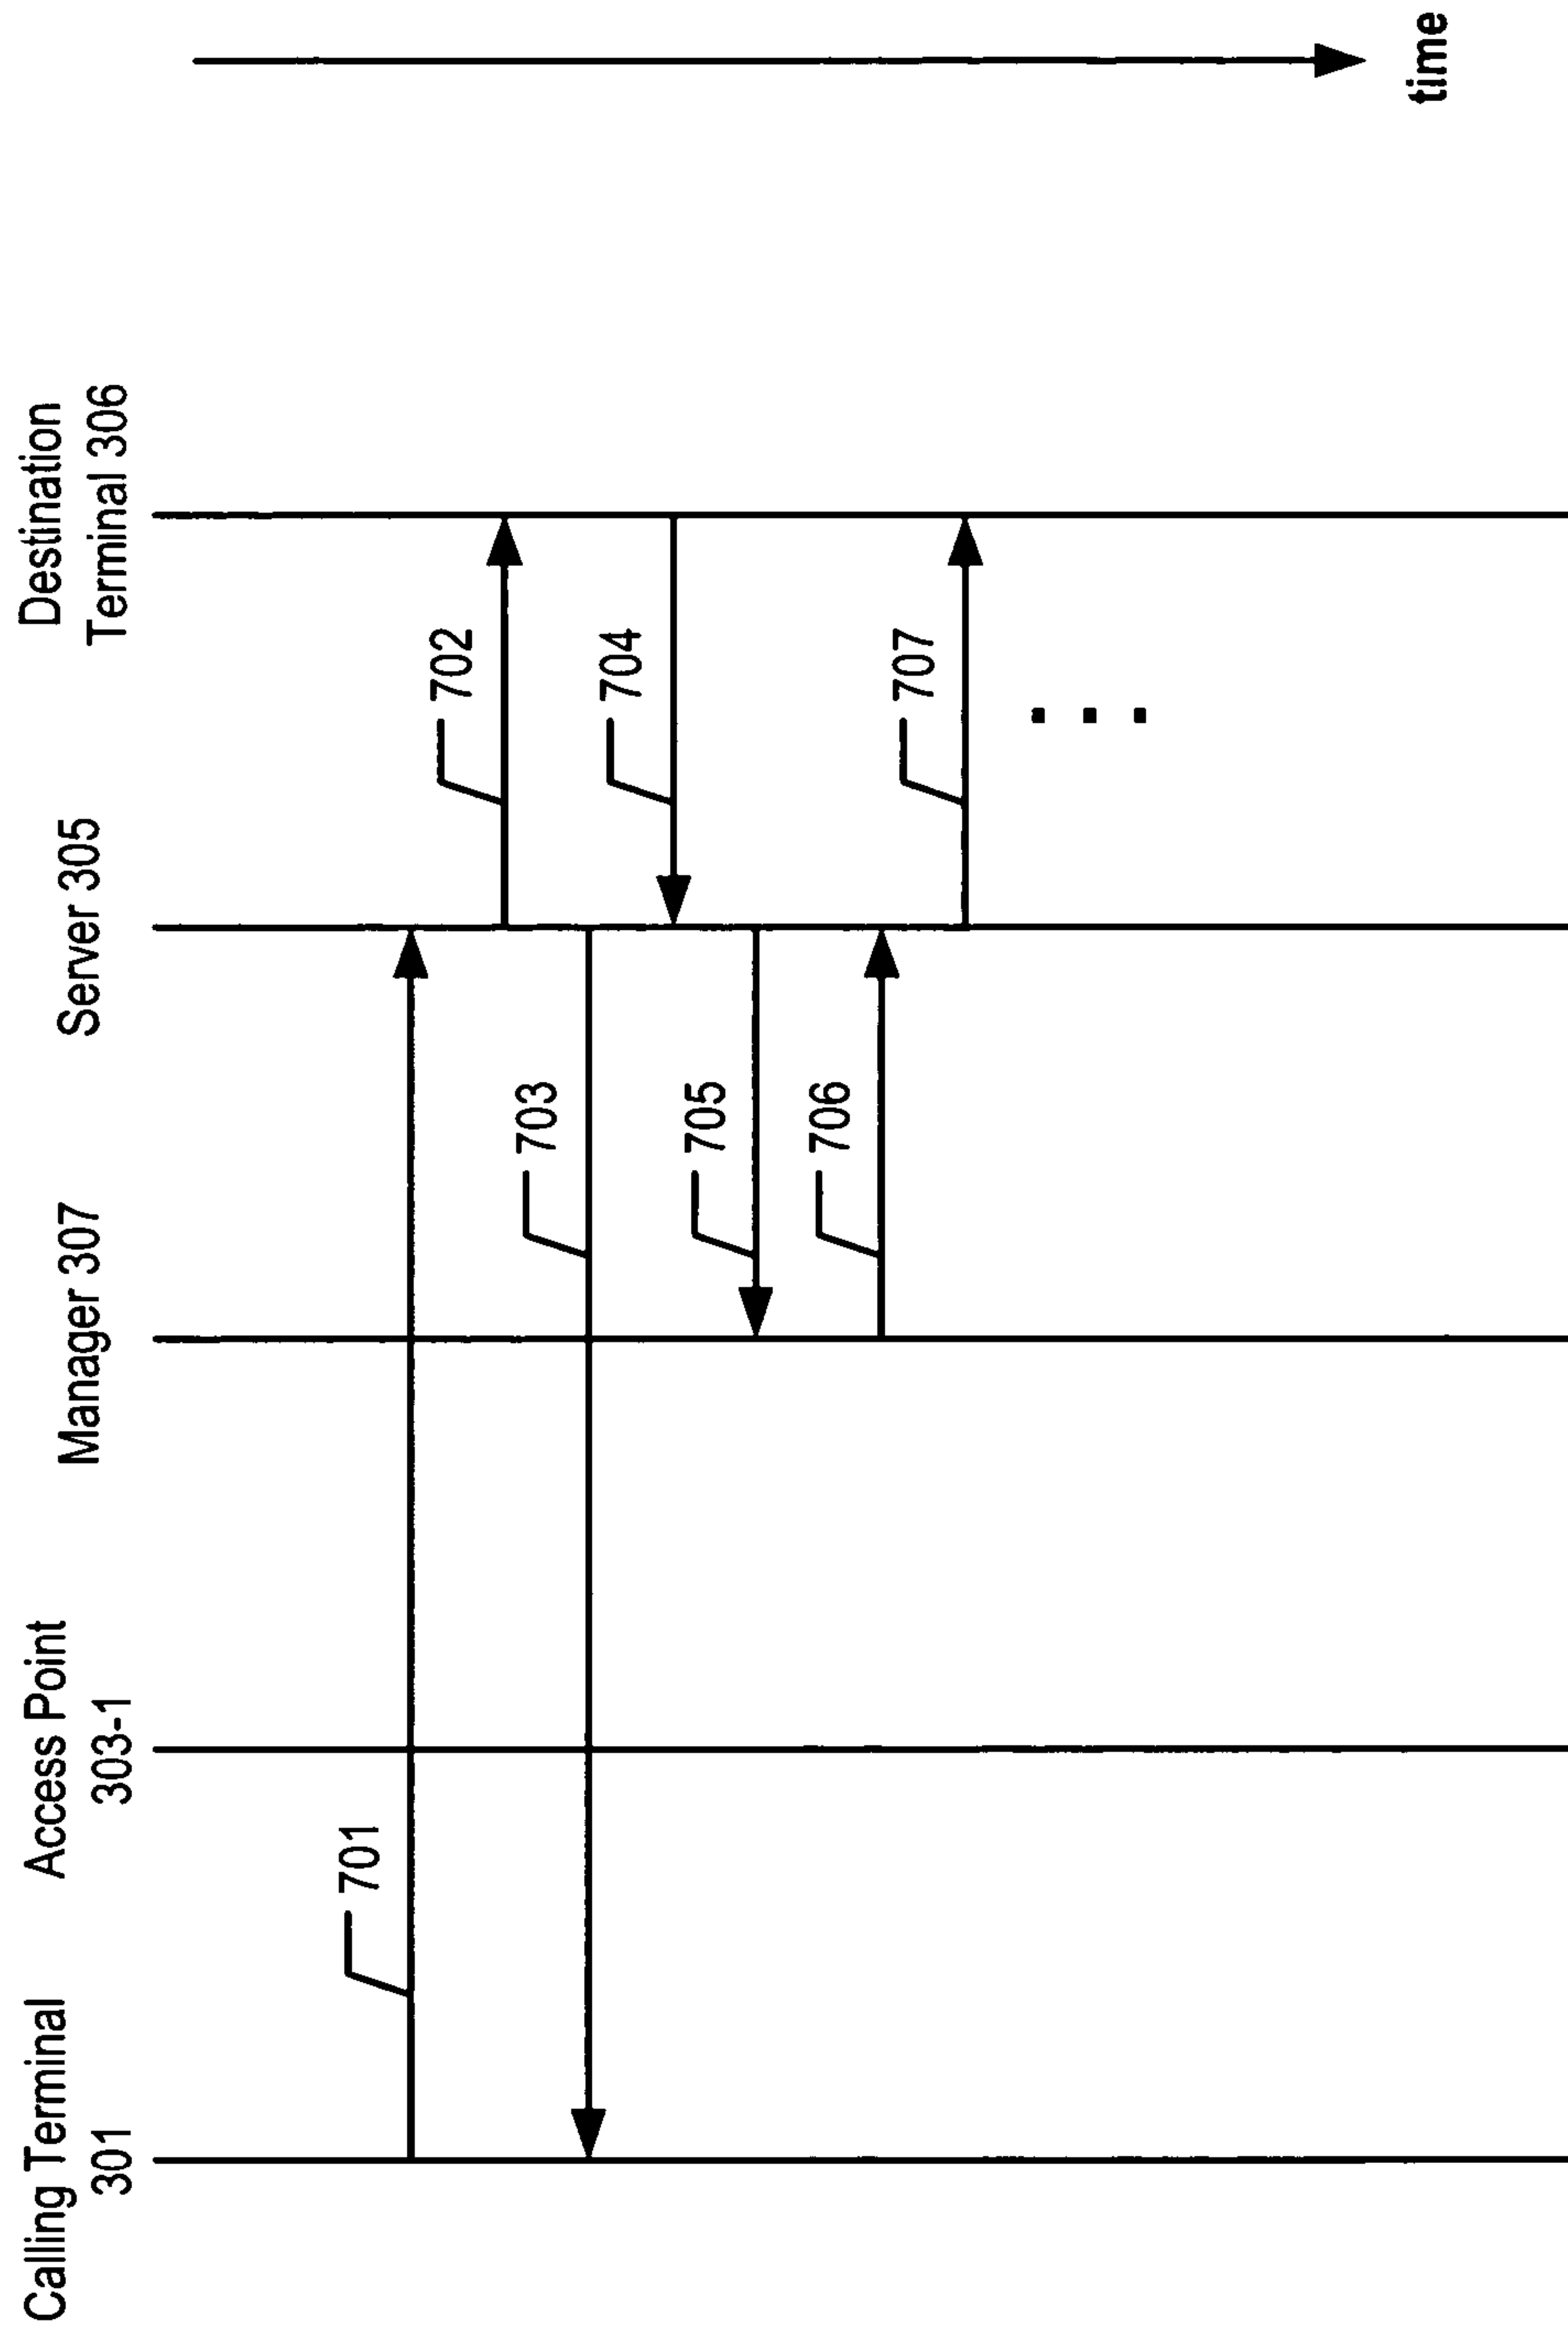 Calling Terminal
301
Access Point
303-1
Manager 307
Server 305
Destination
Terminal 306
701
702
703
704
705
706
707
time